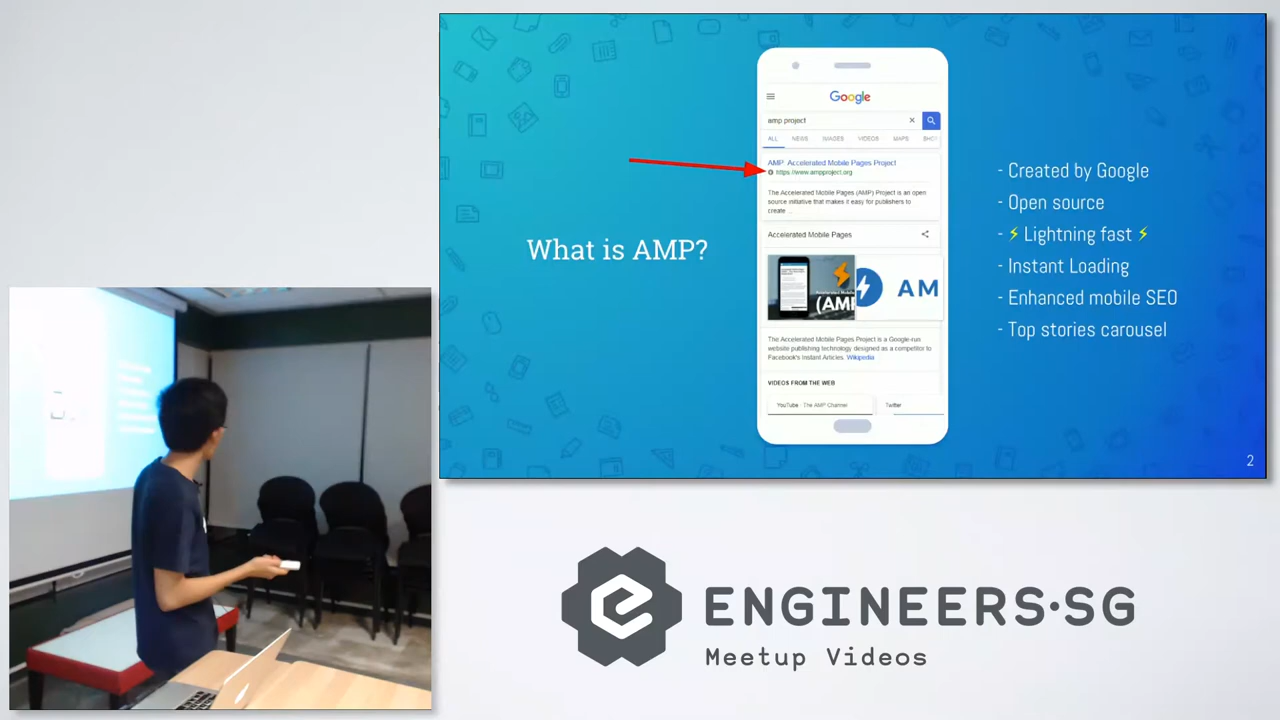 What is AMP?
Google
amp project
ALL NEWS IMAGES VIDEOS MAPS
AMP Accelerated Mobile Pages Project
https://www.ampproject.org
The Accelerated Mobile Pages (AMP) Project is an open
source initiative that makes it easy for publishers to
create
Accelerated Mobile Pages
(AMP
AM
The Accelerated Mobile Pages Project is a Google-run
website publishing technology designed as a competitor to
Facebook's Instant Articles. Wikipedia
VIDEOS FROM THE WEB
YouTube · The AMP Channel
Twitter
- Created by Google
- Open source
- ⚡ Lightning fast ⚡
- Instant Loading
- Enhanced mobile SEO
- Top stories carousel
2
ENGINEERS·SG
Meetup Videos